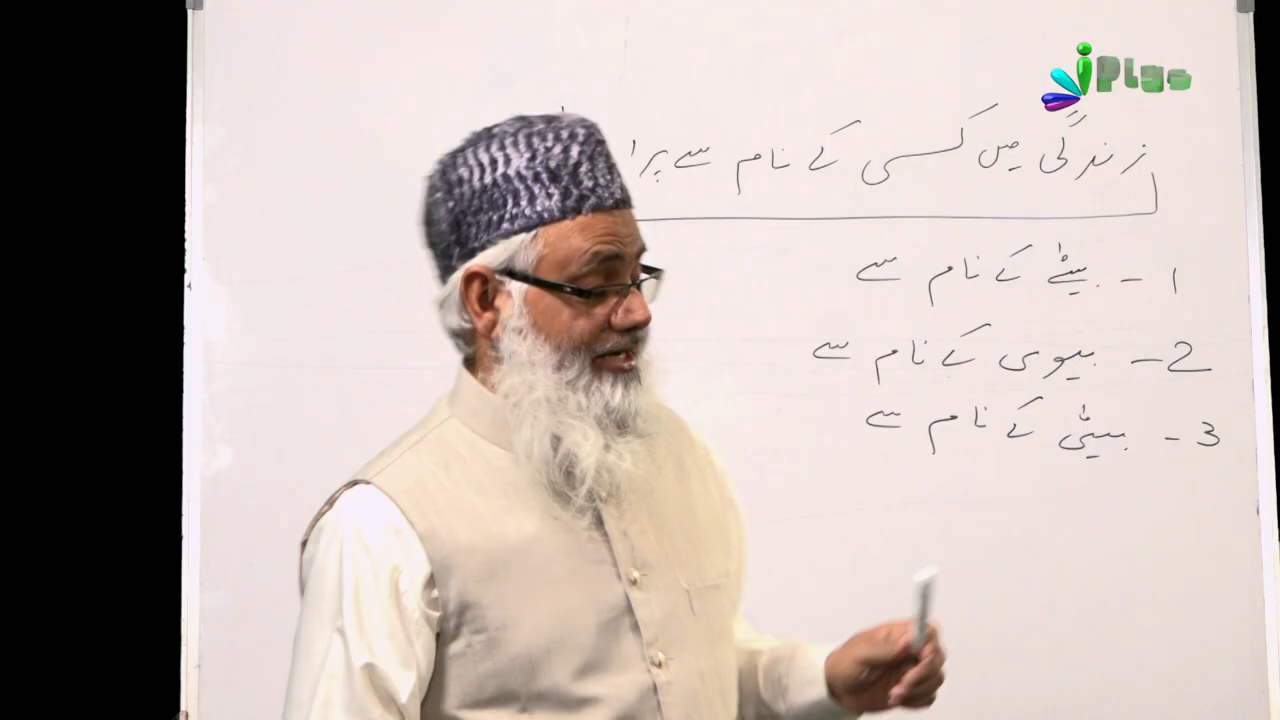 iPlus
زندگی میں کسی کے نام سے پرا
1 - بیٹے کے نام سے
2 - بیوی کے نام سے
3 - بیٹی کے نام سے